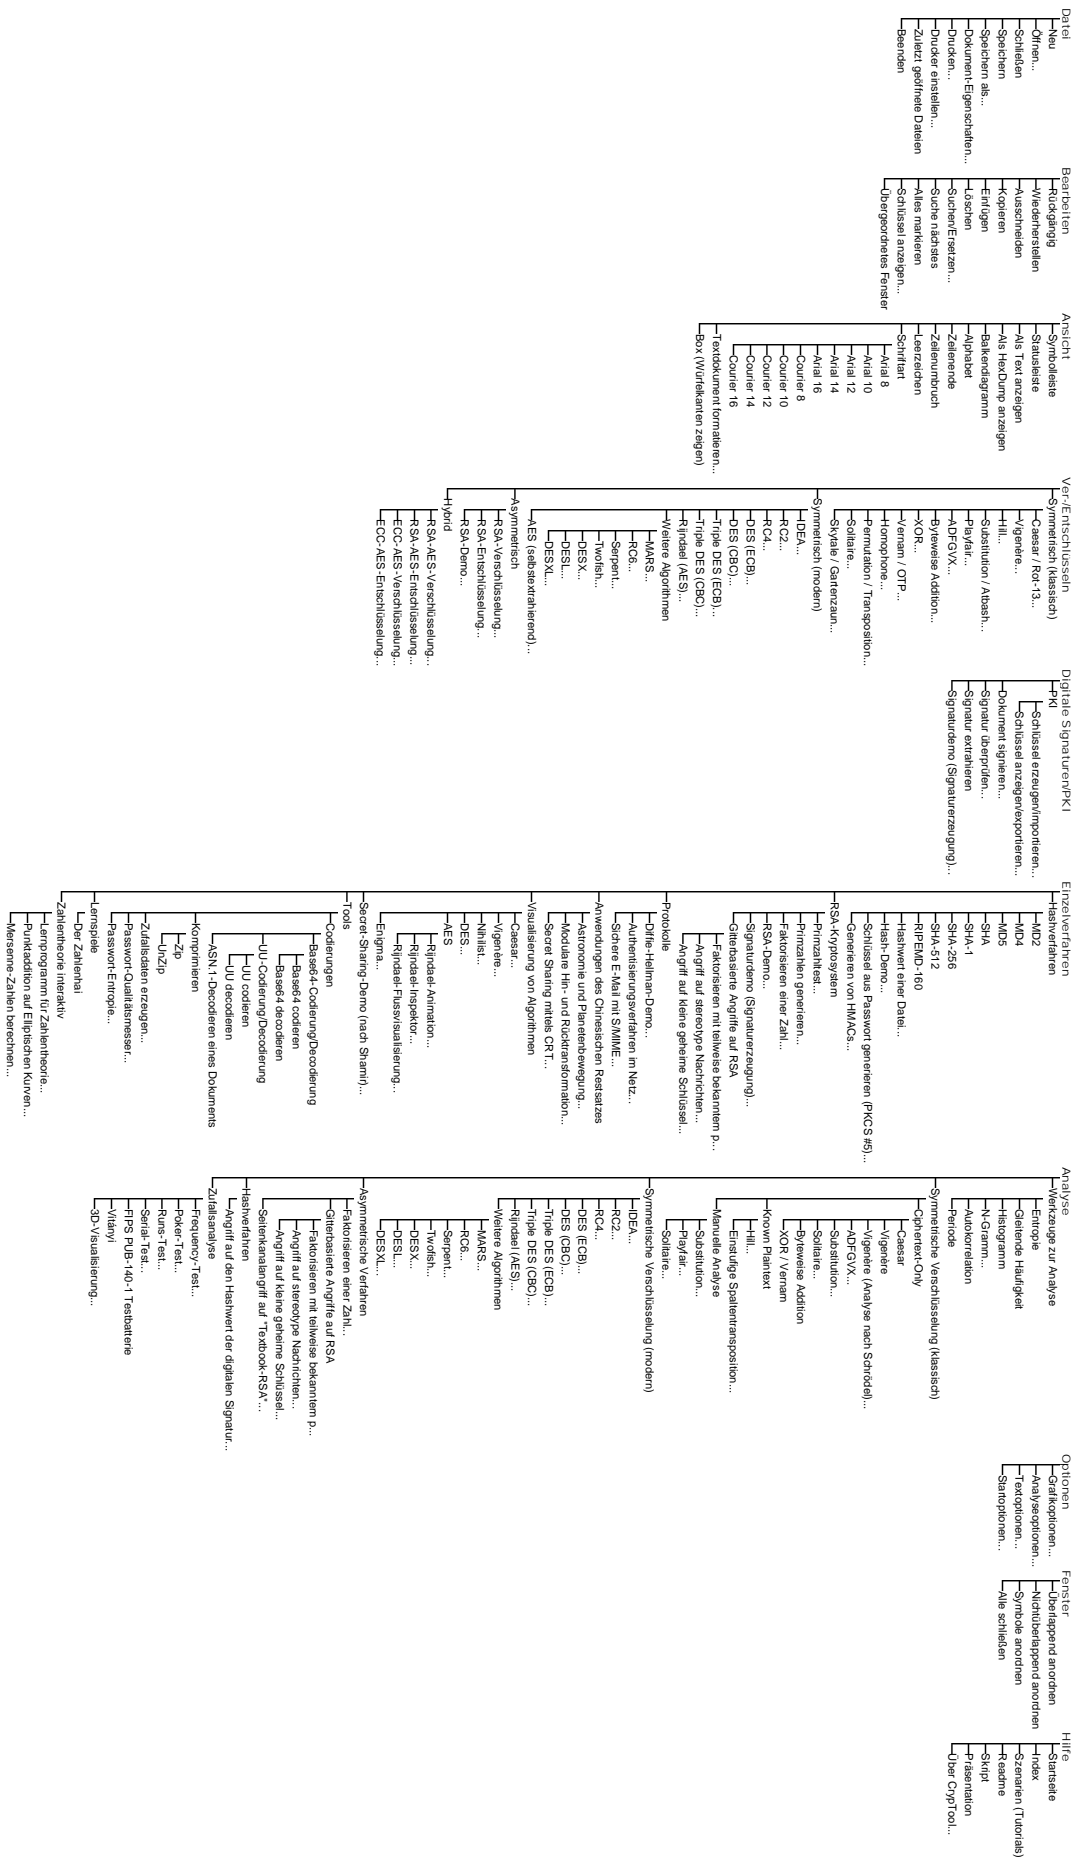 Datei
Neu
Öffnen...
Schließen
Speichern
Speichern als...
Dokument-Eigenschaften...
Drucken...
Drucker einstellen...
Zuletzt geöffnete Dateien
Beenden
Bearbeiten
Rückgängig
Wiederherstellen
Ausschneiden
Kopieren
Einfügen
Löschen
Suchen/Ersetzen...
Suche nächstes
Alles markieren
Schlüssel anzeigen...
Übergeordnetes Fenster
Ansicht
Symbolleiste
Statusleiste
Als Text anzeigen
Als HexDump anzeigen
Balkendiagramm
Alphabet
Zeilenende
Zeilenumbruch
Leerzeichen
Schriftart
Arial 8
Arial 10
Arial 12
Arial 14
Arial 16
Courier 8
Courier 10
Courier 12
Courier 14
Courier 16
Textdokument formatieren...
Box (Würfelkanten zeigen)
Ver-/Entschlüsseln
Symmetrisch (klassisch)
Caesar / Rot-13...
Vigenère...
Hill...
Substitution / Atbash...
Playfair...
ADFGVX...
Byteweise Addition...
XOR...
Vernam / OTP...
Homophone...
Permutation / Transposition...
Solitaire...
Skytale / Gartenzaun...
Symmetrisch (modern)
IDEA...
RC2...
RC4...
DES (ECB)...
DES (CBC)...
Triple DES (ECB)...
Triple DES (CBC)...
Rijndael (AES)...
Weitere Algorithmen
MARS...
RC6...
Serpent...
Twofish...
DESX...
DESL...
DESXL...
AES (selbstextrahierend)...
Asymmetrisch
RSA-Verschlüsselung...
RSA-Entschlüsselung...
RSA-Demo...
Hybrid
RSA-AES-Verschlüsselung...
RSA-AES-Entschlüsselung...
ECC-AES-Verschlüsselung...
ECC-AES-Entschlüsselung...
Digitale Signaturen/PKI
PKI
Schlüssel erzeugen/importieren...
Schlüssel anzeigen/exportieren...
Dokument signieren...
Signatur überprüfen...
Signatur extrahieren
Signaturdemo (Signaturerzeugung)...
Einzelverfahren
Hashverfahren
MD2
MD4
MD5
SHA
SHA-1
SHA-256
SHA-512
RIPEMD-160
Hashwert einer Datei...
Hash-Demo...
Schlüssel aus Passwort generieren (PKCS #5)...
Generieren von HMACs...
RSA-Kryptosystem
Primzahltest...
Primzahlen generieren...
Faktorisieren einer Zahl...
RSA-Demo...
Signaturdemo (Signaturerzeugung)...
Gitterbasierte Angriffe auf RSA
Faktorisieren mit teilweise bekanntem p...
Angriff auf stereotype Nachrichten...
Angriff auf kleine geheime Schlüssel...
Protokolle
Diffie-Hellman-Demo...
Authentisierungsverfahren im Netz...
Sichere E-Mail mit S/MIME...
Anwendungen des Chinesischen Restsatzes
Astronomie und Planetenbewegung...
Modulare Hin- und Rücktransformation...
Secret Sharing mittels CRT...
Visualisierung von Algorithmen
Caesar...
Vigenère...
Nihilist...
DES...
AES
Rijndael-Animation...
Rijndael-Inspektor...
Rijndael-Flussvisualisierung...
Enigma...
Secret-Sharing-Demo (nach Shamir)...
Tools
Codierungen
Base64-Codierung/Decodierung
Base64 codieren
Base64 decodieren
UU-Codierung/Decodierung
UU codieren
UU decodieren
ASN.1-Decodieren eines Dokuments
Komprimieren
Zip
UnZip
Zufallsdaten erzeugen...
Passwort-Qualitätsmesser...
Passwort-Entropie...
Lernspiele
Der Zahlenhai
Zahlentheorie interaktiv
Lernprogramm für Zahlentheorie...
Punktaddition auf Elliptischen Kurven...
Mersenne-Zahlen berechnen...
Analyse
Werkzeuge zur Analyse
Entropie
Gleitende Häufigkeit
Histogramm
N-Gramm...
Autokorrelation
Periode
Symmetrische Verschlüsselung (klassisch)
Ciphertext-Only
Caesar
Vigenère
Vigenère (Analyse nach Schrödel)...
ADFGVX...
Substitution...
Solitaire...
Byteweise Addition
XOR / Vernam
Known Plaintext
Hill...
Einstufige Spaltentransposition...
Manuelle Analyse
Substitution...
Playfair...
Solitaire...
Symmetrische Verschlüsselung (modern)
IDEA...
RC2...
RC4...
DES (ECB)...
DES (CBC)...
Triple DES (ECB)...
Triple DES (CBC)...
Rijndael (AES)...
Weitere Algorithmen
MARS...
RC6...
Serpent...
Twofish...
DESX...
DESL...
DESXL...
Asymmetrische Verfahren
Faktorisieren einer Zahl...
Gitterbasierte Angriffe auf RSA
Faktorisieren mit teilweise bekanntem p...
Angriff auf stereotype Nachrichten...
Angriff auf kleine geheime Schlüssel...
Seitenkanalangriff auf "Textbook-RSA"...
Hashverfahren
Angriff auf den Hashwert der digitalen Signatur...
Zufallsanalyse
Frequency-Test...
Poker-Test...
Runs-Test...
Serial-Test...
FIPS PUB-140-1 Testbatterie
Vitányi
3D-Visualisierung...
Optionen
Grafikoptionen...
Analyseoptionen...
Textoptionen...
Startoptionen...
Fenster
Überlappend anordnen
Nichtüberlappend anordnen
Symbole anordnen
Alle schließen
Hilfe
Startseite
Index
Szenarien (Tutorials)
Readme
Skript
Präsentation
Über CrypTool...